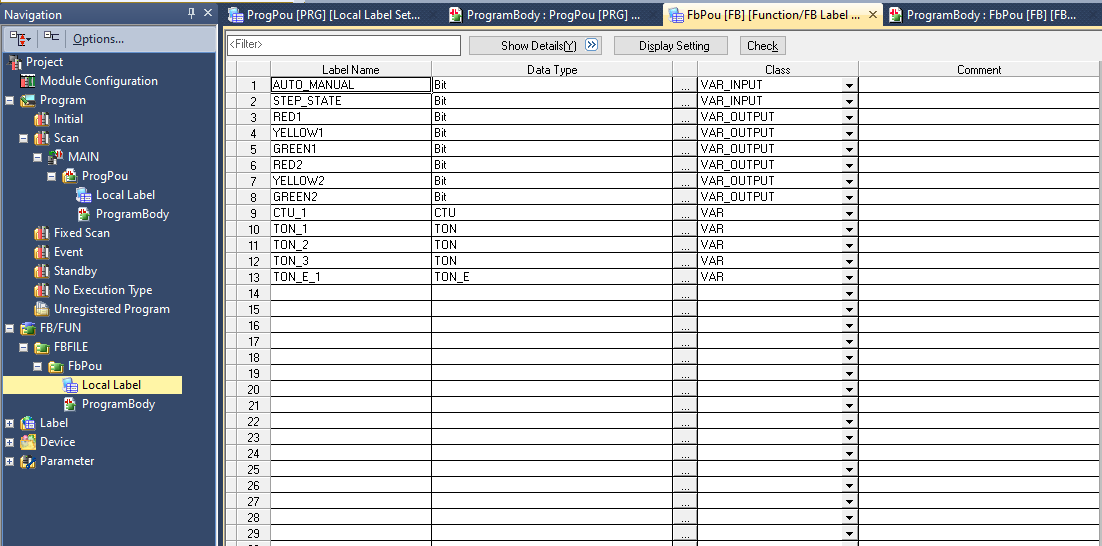 Navigation
ProgPou [PRG] [Local Label Set...
ProgramBody : ProgPou [PRG] ...
FbPou [FB] [Function/FB Label ...
ProgramBody : FbPou [FB] [FB...
Options...
<Filter>
Show Details(Y)
Display Setting
Check
Project
Module Configuration
Program
Initial
Scan
MAIN
ProgPou
Local Label
ProgramBody
Fixed Scan
Event
Standby
No Execution Type
Unregistered Program
FB/FUN
FBFILE
FbPou
Local Label
ProgramBody
Label
Device
Parameter
Label Name Data Type Class Comment
1 AUTO_MANUAL Bit ... VAR_INPUT
2 STEP_STATE Bit ... VAR_INPUT
3 RED1 Bit ... VAR_OUTPUT
4 YELLOW1 Bit ... VAR_OUTPUT
5 GREEN1 Bit ... VAR_OUTPUT
6 RED2 Bit ... VAR_OUTPUT
7 YELLOW2 Bit ... VAR_OUTPUT
8 GREEN2 Bit ... VAR_OUTPUT
9 CTU_1 CTU ... VAR
10 TON_1 TON ... VAR
11 TON_2 TON ... VAR
12 TON_3 TON ... VAR
13 TON_E_1 TON_E ... VAR
14 ...
15 ...
16 ...
17 ...
18 ...
19 ...
20 ...
21 ...
22 ...
23 ...
24 ...
25 ...
26 ...
27 ...
28 ...
29 ...